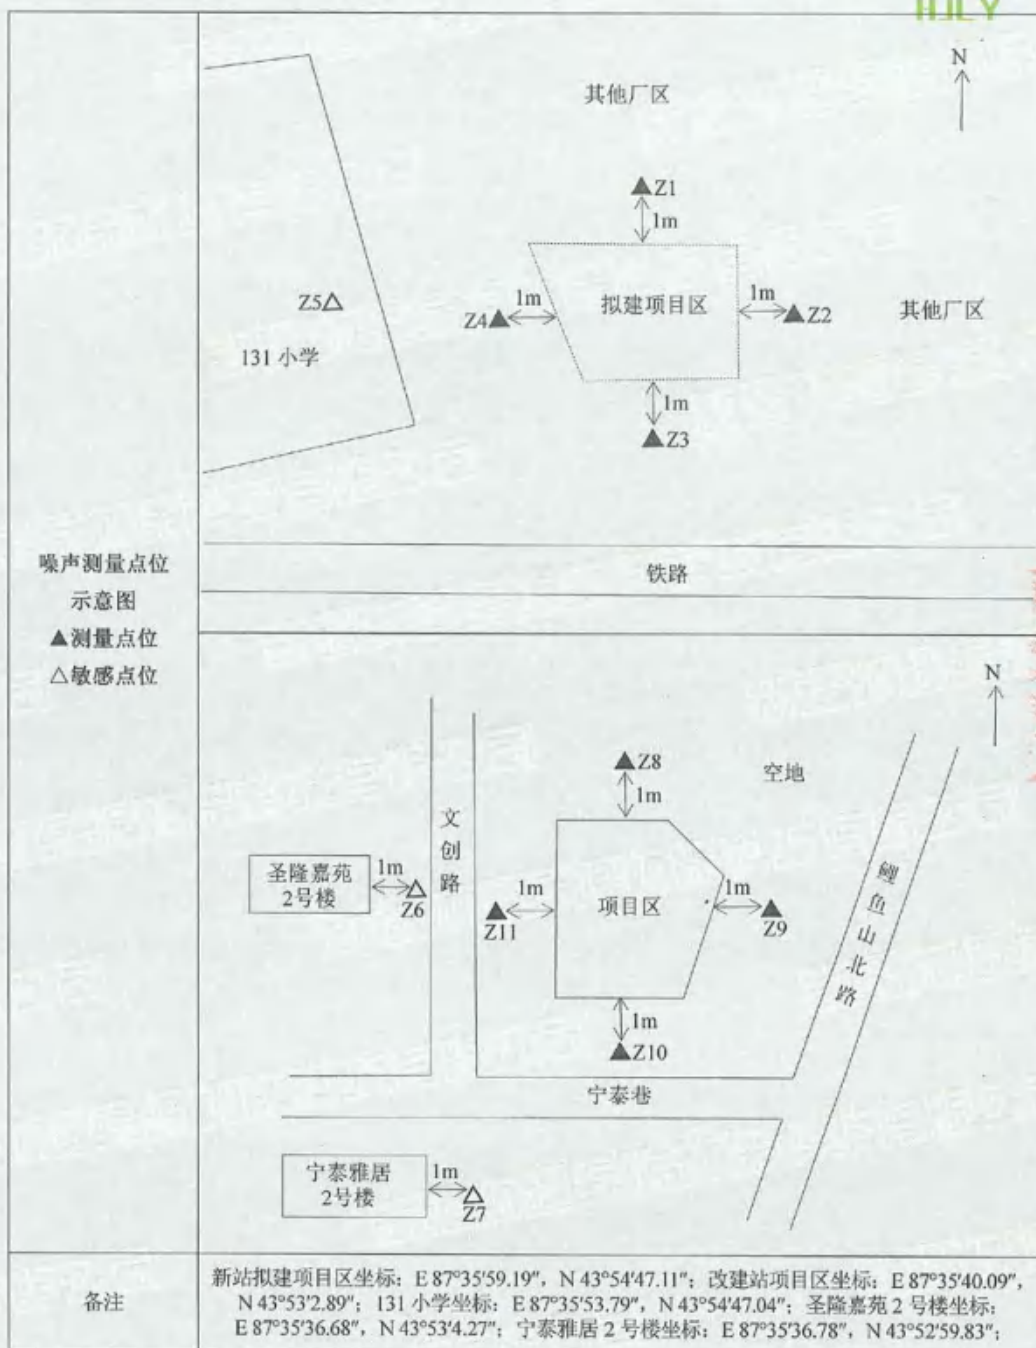 N
其他厂区
Z1
1m
1m
拟建项目区
1m
Z5
Z4
Z2
其他厂区
131 小学
1m
Z3
铁路
噪声测量点位
示意图
▲测量点位
△敏感点位
N
Z8
1m
空地
文创路
圣隆嘉苑
2号楼
1m
Z6
1m
Z11
项目区
1m
Z9
鲤鱼山北路
1m
Z10
宁泰巷
宁泰雅居
2号楼
1m
Z7
备注
新站拟建项目区坐标：E 87°35′59.19″，N 43°54′47.11″；改建站项目区坐标：E 87°35′40.09″，
N 43°53′2.89″；131 小学坐标：E 87°35′53.79″，N 43°54′47.04″；圣隆嘉苑 2 号楼坐标：
E 87°35′36.68″，N 43°53′4.27″；宁泰雅居 2 号楼坐标：E 87°35′36.78″，N 43°52′59.83″；